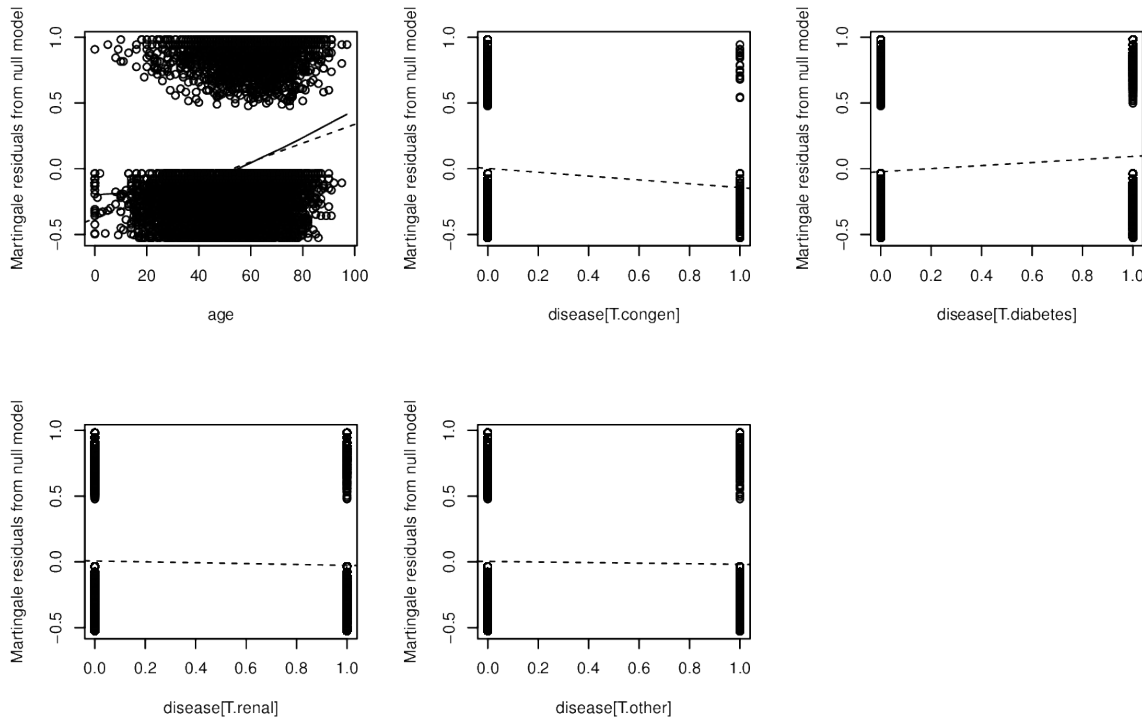 Martingale residuals from null model
1.0
0.5
0.0
−0.5
0 20 40 60 80 100
age
Martingale residuals from null model
1.0
0.5
0.0
−0.5
0.0 0.2 0.4 0.6 0.8 1.0
disease[T.congen]
Martingale residuals from null model
1.0
0.5
0.0
−0.5
0.0 0.2 0.4 0.6 0.8 1.0
disease[T.diabetes]
Martingale residuals from null model
1.0
0.5
0.0
−0.5
0.0 0.2 0.4 0.6 0.8 1.0
disease[T.renal]
Martingale residuals from null model
1.0
0.5
0.0
−0.5
0.0 0.2 0.4 0.6 0.8 1.0
disease[T.other]